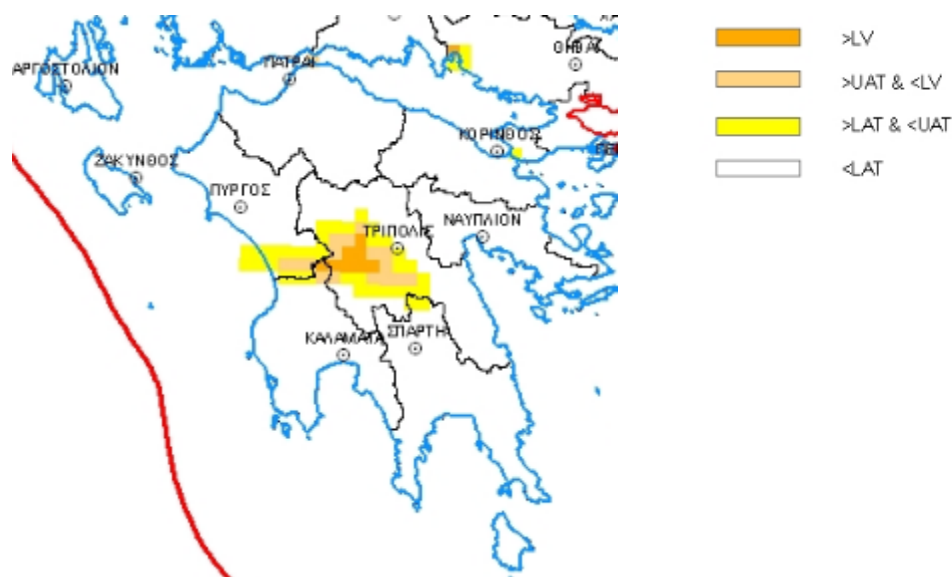 ΘΗΒΑΙ
ΠΑΤΡΑΙ
ΑΡΓΟΣΤΟΛΙΟΝ
ΚΟΡΙΝΘΟΣ
ΖΑΚΥΝΘΟΣ
ΠΥΡΓΟΣ
ΝΑΥΠΛΙΟΝ
ΤΡΙΠΟΛΙΣ
ΚΑΛΑΜΑΤΑ
ΣΠΑΡΤΗ
>LV
>UAT & <LV
>LAT & <UAT
<LAT